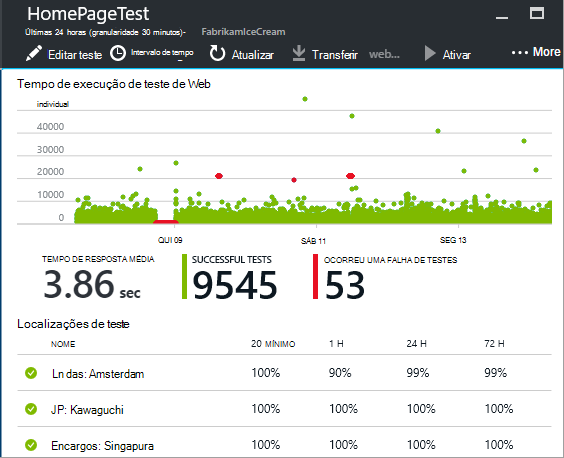 HomePageTest
Últimas 24 horas (granularidade 30 minutos)- FabrikamIceCream
Editar teste Intervalo de tempo Atualizar Transferir web... Ativar ... More
Tempo de execução de teste de Web
individual
40000
30000
20000
10000
0
QUI 09 SÁB 11 SEG 13
TEMPO DE RESPOSTA MÉDIA SUCCESSFUL TESTS OCORREU UMA FALHA DE TESTES
3.86 sec 9545 53
Localizações de teste
NOME 20 MÍNIMO 1 H 24 H 72 H
Ln das: Amsterdam 100% 90% 99% 99%
JP: Kawaguchi 100% 100% 100% 100%
Encargos: Singapura 100% 100% 100% 100%